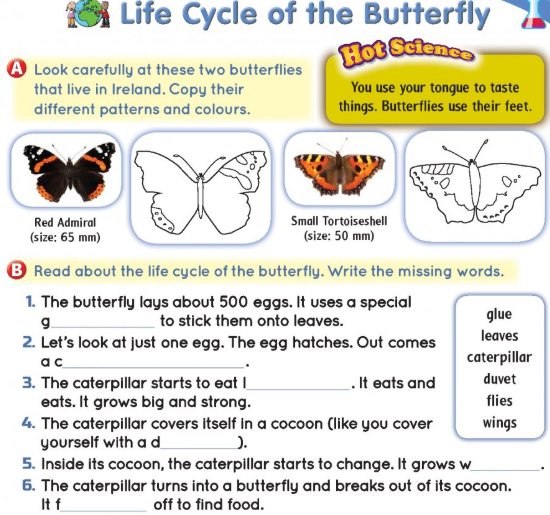 Life Cycle of the Butterfly
A Look carefully at these two butterflies
that live in Ireland. Copy their
different patterns and colours.
Hot Science
You use your tongue to taste
things. Butterflies use their feet.
Red Admiral
(size: 65 mm)
Small Tortoiseshell
(size: 50 mm)
B Read about the life cycle of the butterfly. Write the missing words.
1. The butterfly lays about 500 eggs. It uses a special
g____________ to stick them onto leaves.
2. Let's look at just one egg. The egg hatches. Out comes
a c____________________.
3. The caterpillar starts to eat l____________. It eats and
eats. It grows big and strong.
4. The caterpillar covers itself in a cocoon (like you cover
yourself with a d_________).
5. Inside its cocoon, the caterpillar starts to change. It grows w________.
6. The caterpillar turns into a butterfly and breaks out of its cocoon.
It f__________ off to find food.
glue
leaves
caterpillar
duvet
flies
wings